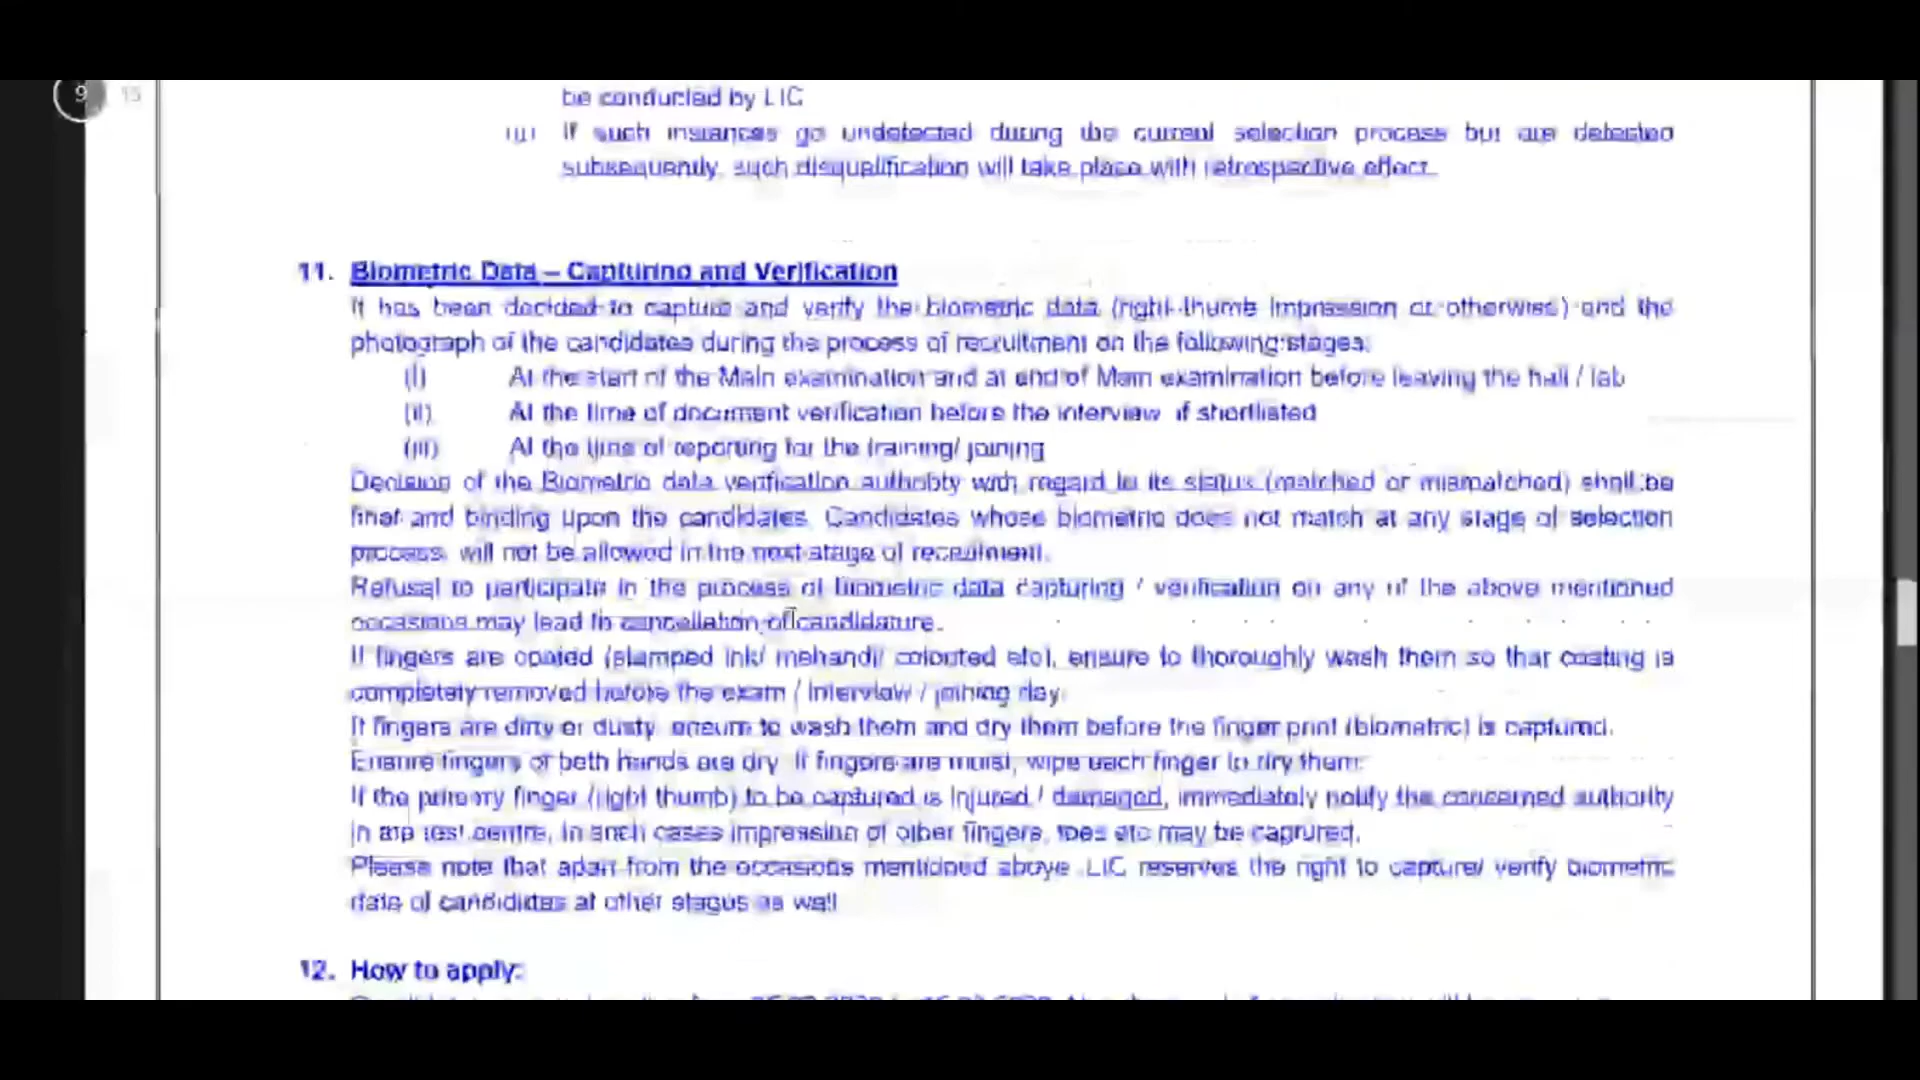 9 15
be conducted by LIC
(ii) If such instances go undetected during the current selection process but are detected
subsequently, such disqualification will take place with retrospective effect.
11. Biometric Data – Capturing and Verification
It has been decided to capture and verify the biometric data (right thumb impression or otherwise) and the
photograph of the candidates during the process of recruitment on the following stages:
(i) At the start of the Main examination and at end of Main examination before leaving the hall / lab
(ii) At the time of document verification before the interview if shortlisted
(iii) At the time of reporting for the training/ joining
Decision of the Biometric data verification authority with regard to its status (matched or mismatched) shall be
final and binding upon the candidates. Candidates whose biometric does not match at any stage of selection
process will not be allowed in the next stage of recruitment.
Refusal to participate in the process of biometric data capturing / verification on any of the above mentioned
occasions may lead to cancellation of candidature.
If fingers are coated (stamped ink/ mehandi/ coloured etc), ensure to thoroughly wash them so that coating is
completely removed before the exam / interview / joining day.
If fingers are dirty or dusty, ensure to wash them and dry them before the finger print (biometric) is captured.
Ensure fingers of both hands are dry. If fingers are moist, wipe each finger to dry them.
If the primary finger (right thumb) to be captured is injured / damaged, immediately notify the concerned authority
in test centre. In such cases impression of other fingers, toes etc may be captured.
Please note that apart from the occasions mentioned above LIC reserves the right to capture/ verify biometric
data of candidates at other stages as well
12. How to apply: